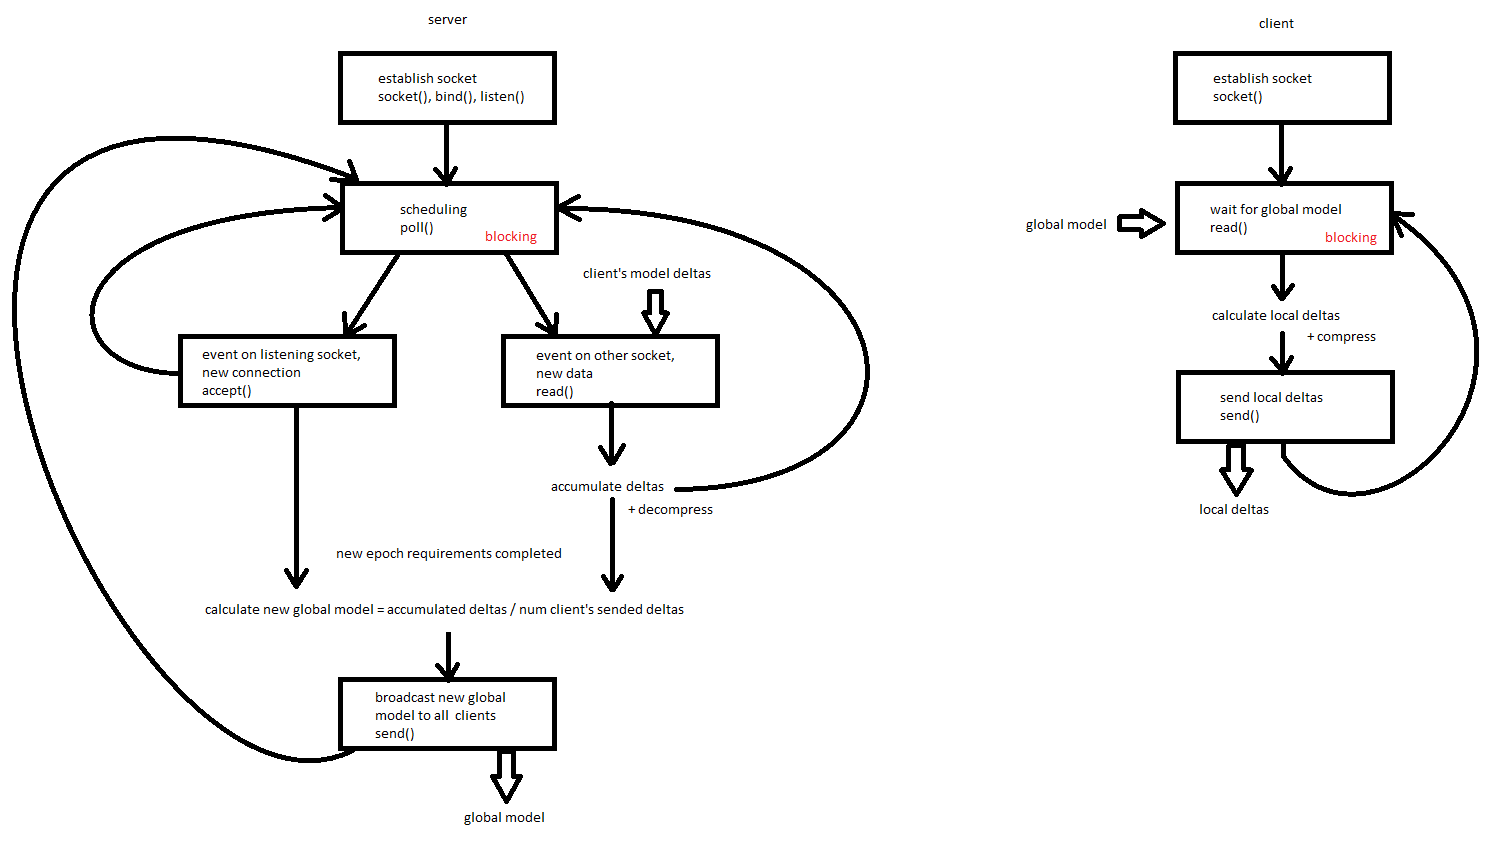 server
establish socket
socket(), bind(), listen()
scheduling
poll()
blocking
client's model deltas
event on listening socket,
new connection
accept()
event on other socket,
new data
read()
accumulate deltas
+ decompress
new epoch requirements completed
calculate new global model = accumulated deltas / num client's sended deltas
broadcast new global
model to all clients
send()
global model
client
establish socket
socket()
global model
wait for global model
read()
blocking
calculate local deltas
+ compress
send local deltas
send()
local deltas